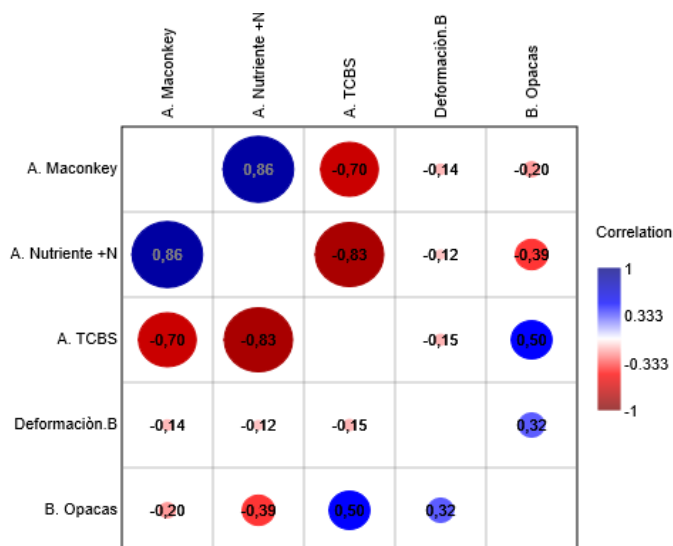 A. Maconkey
A. Nutriente +N
A. TCBS
Deformaciòn.B
B. Opacas
A. Maconkey 0,86 -0,70 -0,14 -0,20
A. Nutriente +N 0,86 -0,83 -0,12 -0,39
A. TCBS -0,70 -0,83 -0,15 0,50
Deformaciòn.B -0,14 -0,12 -0,15 0,32
B. Opacas -0,20 -0,39 0,50 0,32
Correlation
1
0.333
-0.333
-1